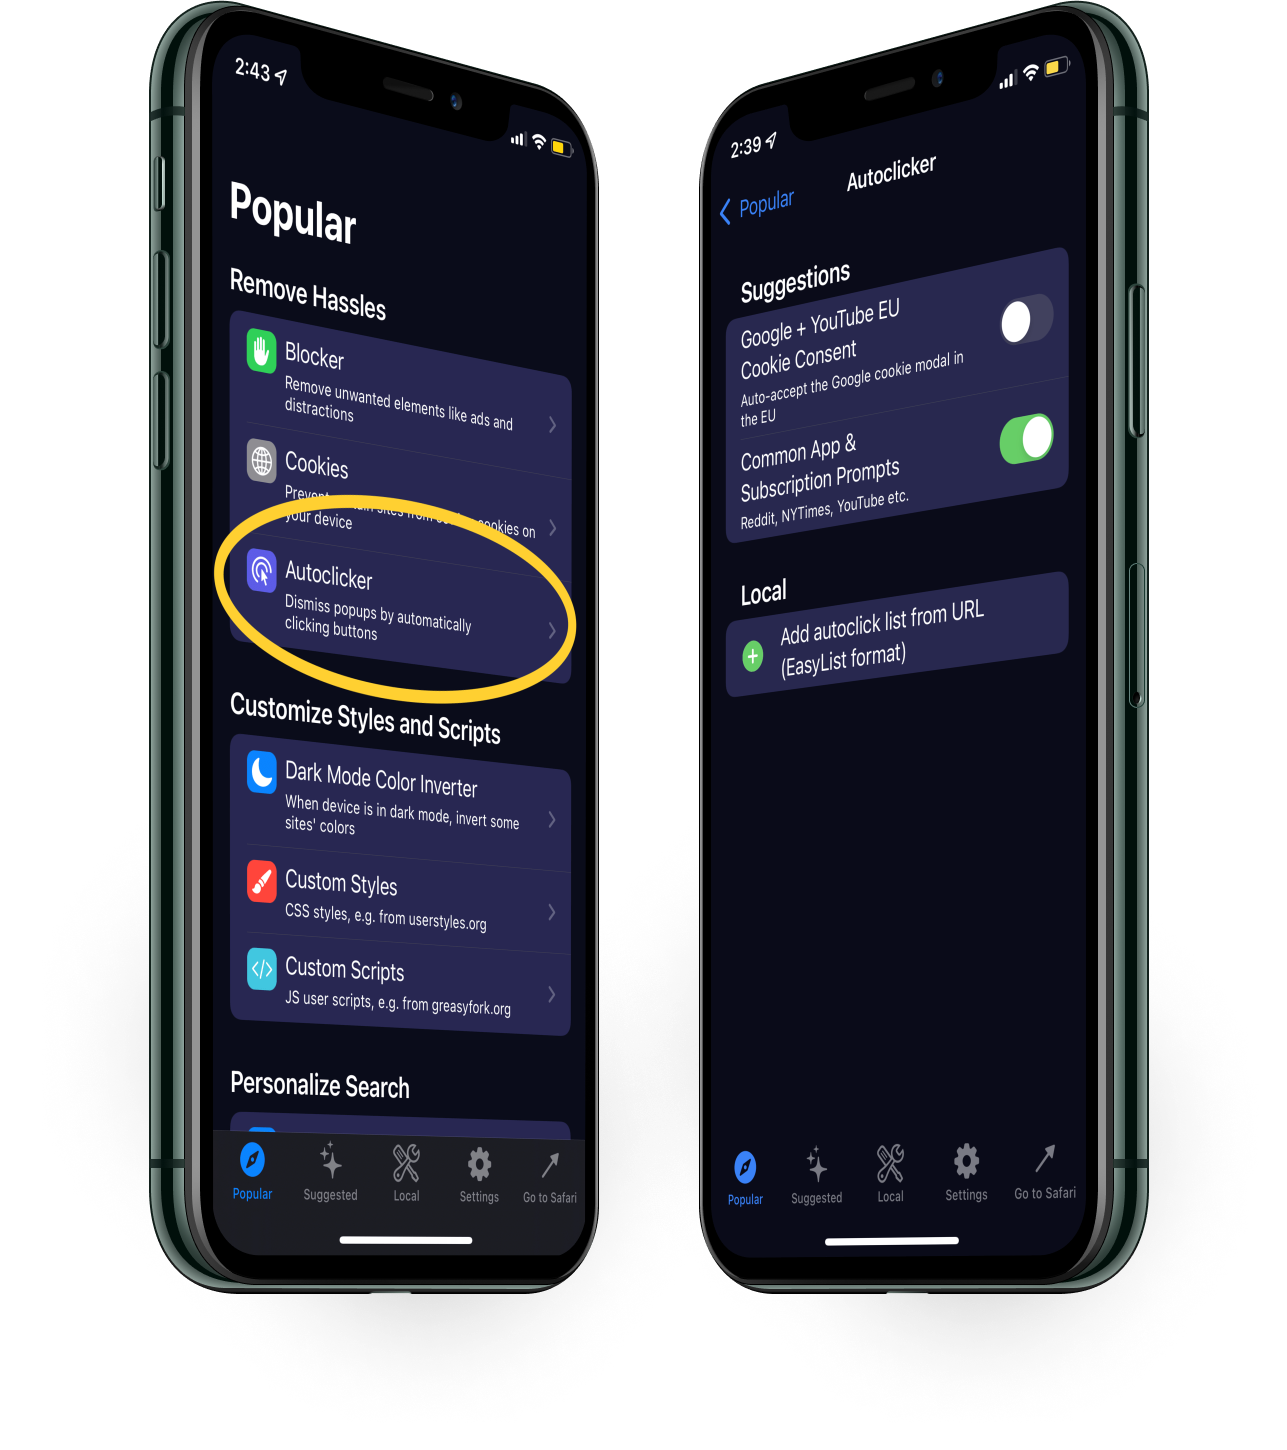 2:43
Popular
Remove Hassles
Blocker
Remove unwanted elements like ads and
distractions
Cookies
Prevent sites from cookies on
your device
Autoclicker
Dismiss popups by automatically
clicking buttons
Customize Styles and Scripts
Dark Mode Color Inverter
When device is in dark mode, invert some
sites' colors
Custom Styles
CSS styles, e.g. from userstyles.org
Custom Scripts
JS user scripts, e.g. from greasyfork.org
Personalize Search
Popular
Suggested
Local
Settings
Go to Safari
2:39
Popular
Autoclicker
Suggestions
Google + YouTube EU
Cookie Consent
Auto-accept the Google cookie modal in
the EU
Common App &
Subscription Prompts
Reddit, NYTimes, YouTube etc.
Local
Add autoclick list from URL
(EasyList format)
Popular
Suggested
Local
Settings
Go to Safari